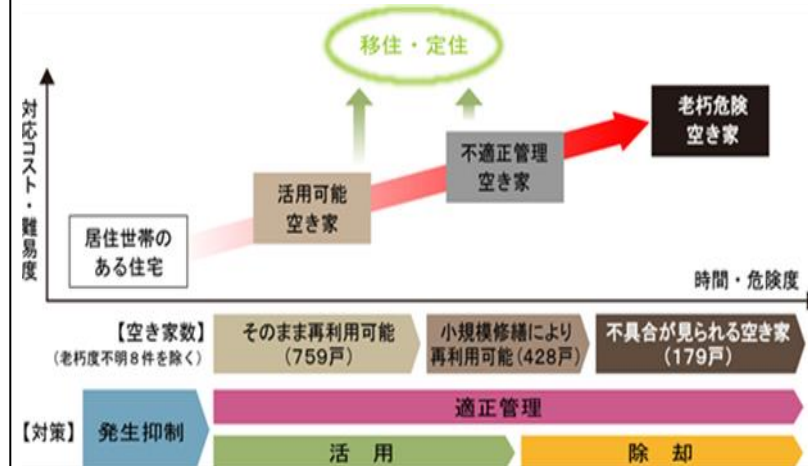 移住・定住
対応コスト・難易度
老朽危険
空き家
不適正管理
空き家
活用可能
空き家
居住世帯の
ある住宅
時間・危険度
【空き家数】
(老朽度不明8件を除く)
そのまま再利用可能
(759戸)
小規模修繕により
再利用可能(428戸)
不具合が見られる空き家
(179戸)
【対策】
発生抑制
適正管理
活 用
除 却